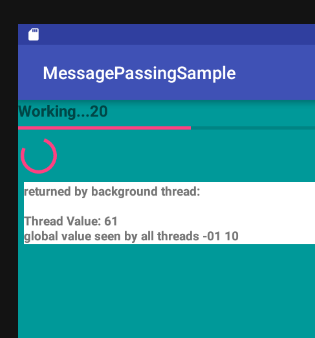 MessagePassingSample
Working...20
returned by background thread:
Thread Value: 61
global value seen by all threads -01 10